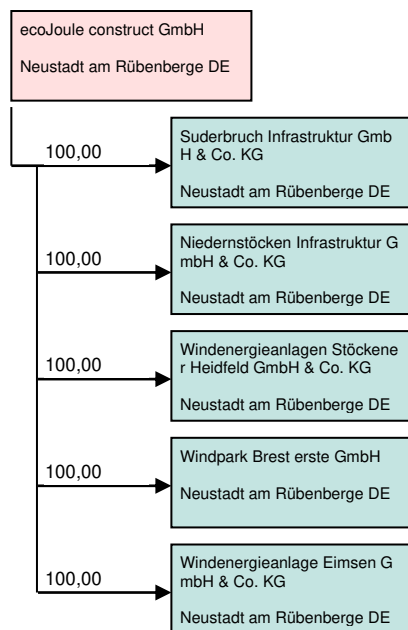 ecoJoule construct GmbH
Neustadt am Rübenberge DE
100,00
Suderbruch Infrastruktur Gmb
H & Co. KG
Neustadt am Rübenberge DE
100,00
Niedernstöcken Infrastruktur G
mbH & Co. KG
Neustadt am Rübenberge DE
100,00
Windenergieanlagen Stöckene
r Heidfeld GmbH & Co. KG
Neustadt am Rübenberge DE
100,00
Windpark Brest erste GmbH
Neustadt am Rübenberge DE
100,00
Windenergieanlage Eimsen G
mbH & Co. KG
Neustadt am Rübenberge DE